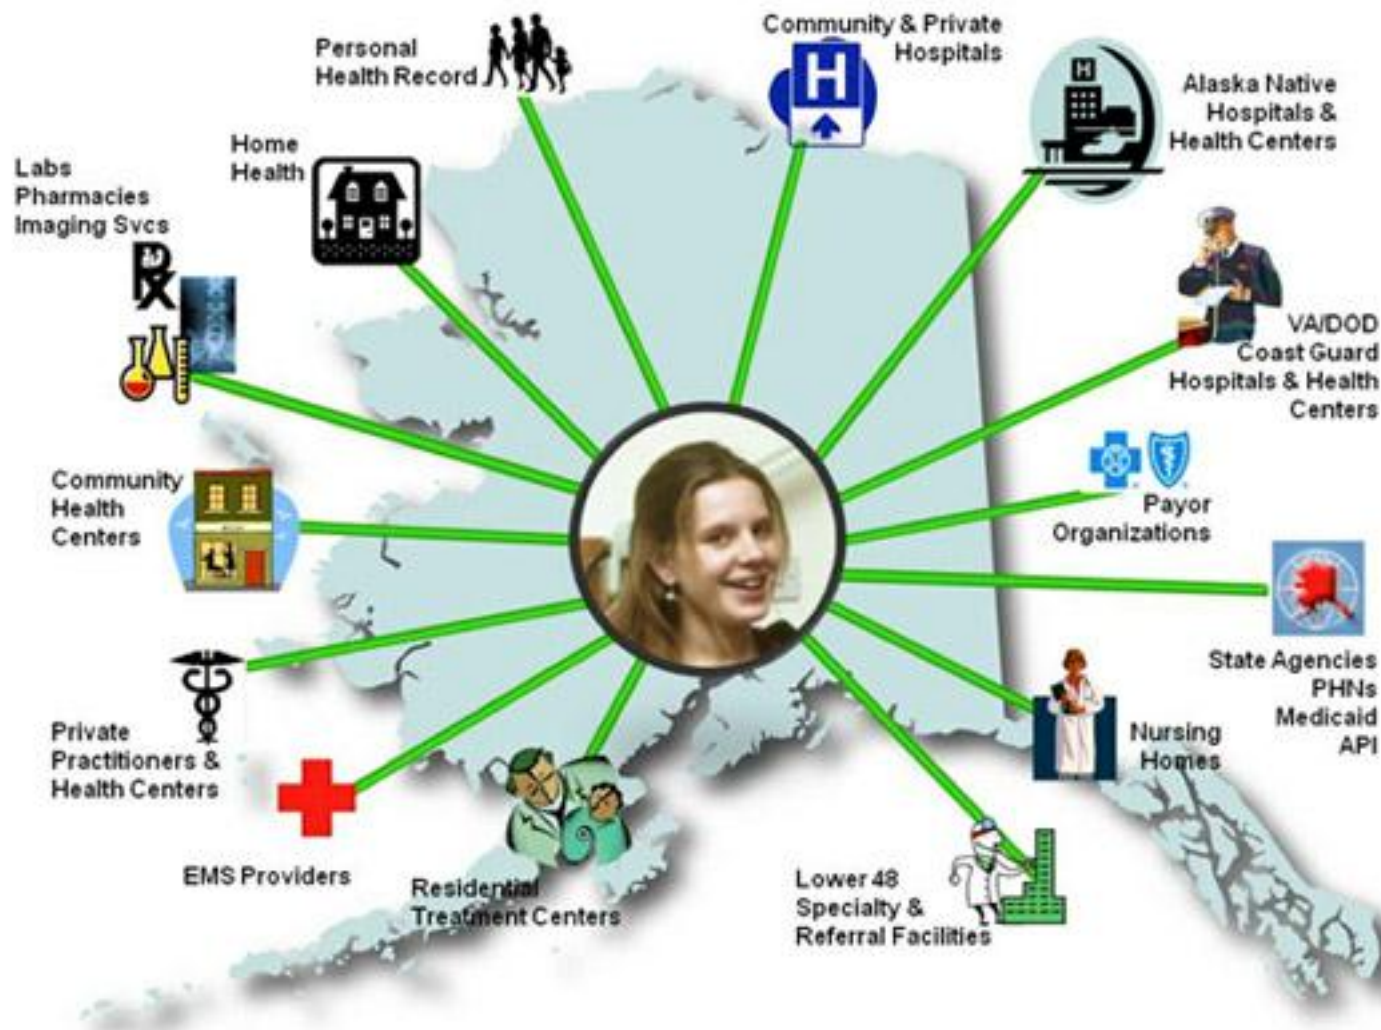 Personal
Health Record
Community & Private
Hospitals
H
H
Alaska Native
Hospitals &
Health Centers
Home
Health
Labs
Pharmacies
Imaging Svcs
Rx
VA/DOD
Coast Guard
Hospitals & Health
Centers
Community
Health
Centers
Payor
Organizations
State Agencies
PHNs
Medicaid
API
Private
Practitioners &
Health Centers
Nursing
Homes
EMS Providers
Residential
Treatment Centers
Lower 48
Specialty &
Referral Facilities